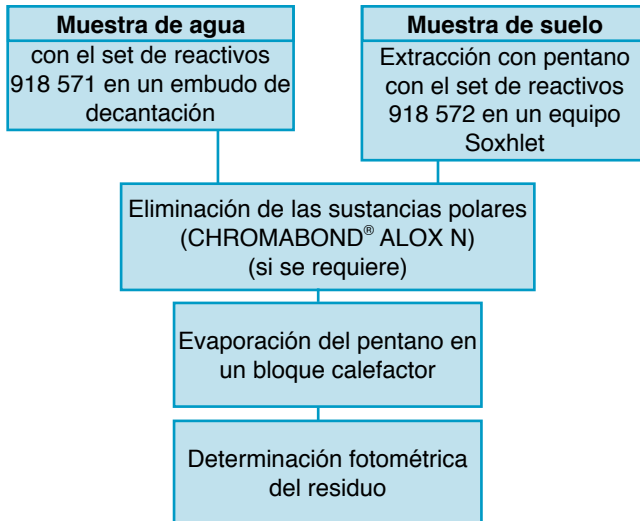 Muestra de agua
con el set de reactivos
918 571 en un embudo de
decantación
Muestra de suelo
Extracción con pentano
con el set de reactivos
918 572 en un equipo
Soxhlet
Eliminación de las sustancias polares
(CHROMABOND® ALOX N)
(si se requiere)
Evaporación del pentano en
un bloque calefactor
Determinación fotométrica
del residuo